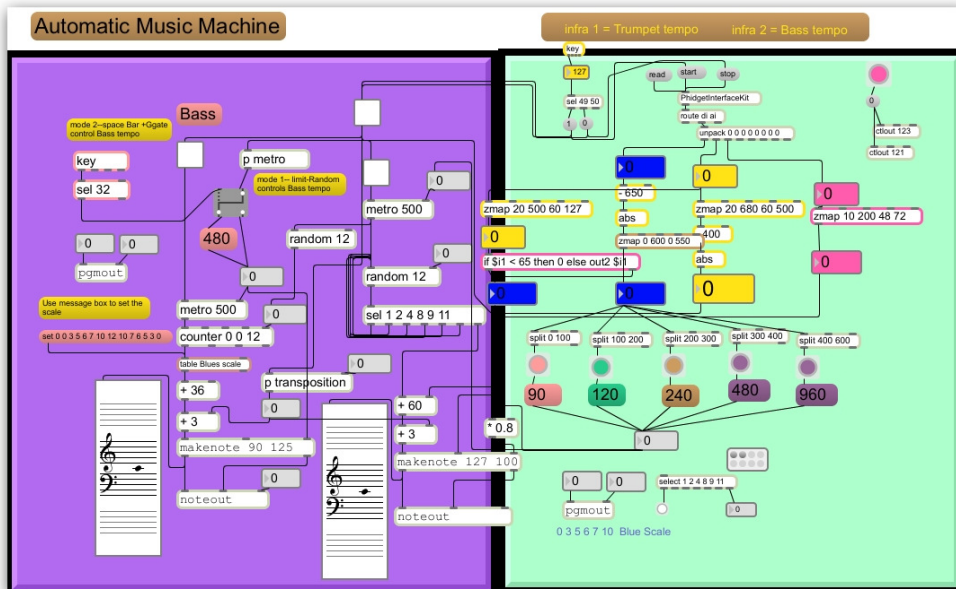 Automatic Music Machine
infra 1 = Trumpet tempo
infra 2 = Bass tempo
Bass
mode 2--space Bar +Ggate
control Bass tempo
key
sel 32
p metro
mode 1-- limit-Random
controls Bass tempo
480
0
0
pgmout
0
Use message box to set the
scale
set 0 0 3 5 6 7 10 12 10 7 6 5 3 0
metro 500
0
counter 0 0 12
table Blues scale
+ 36
+ 3
makenote 90 125
0
noteout
random 12
metro 500
0
random 12
0
sel 1 2 4 8 9 11
0
p transposition
0
+ 60
+ 3
* 0.8
makenote 127 100
noteout
key
127
sel 49 50
1
0
read
start
stop
PhidgetInterfaceKit
route di ai
unpack 0 0 0 0 0 0 0 0
0
ctlout 123
ctlout 121
0
0
0
zmap 20 500 60 127
- 650
zmap 20 680 60 500
zmap 10 200 48 72
abs
400
0
zmap 0 600 0 550
abs
if $i1 < 65 then 0 else out2 $i1
0
0
0
0
split 0 100
split 100 200
split 200 300
split 300 400
split 400 600
90
120
240
480
960
0
0
0
pgmout
select 1 2 4 8 9 11
0
0 3 5 6 7 10 Blue Scale